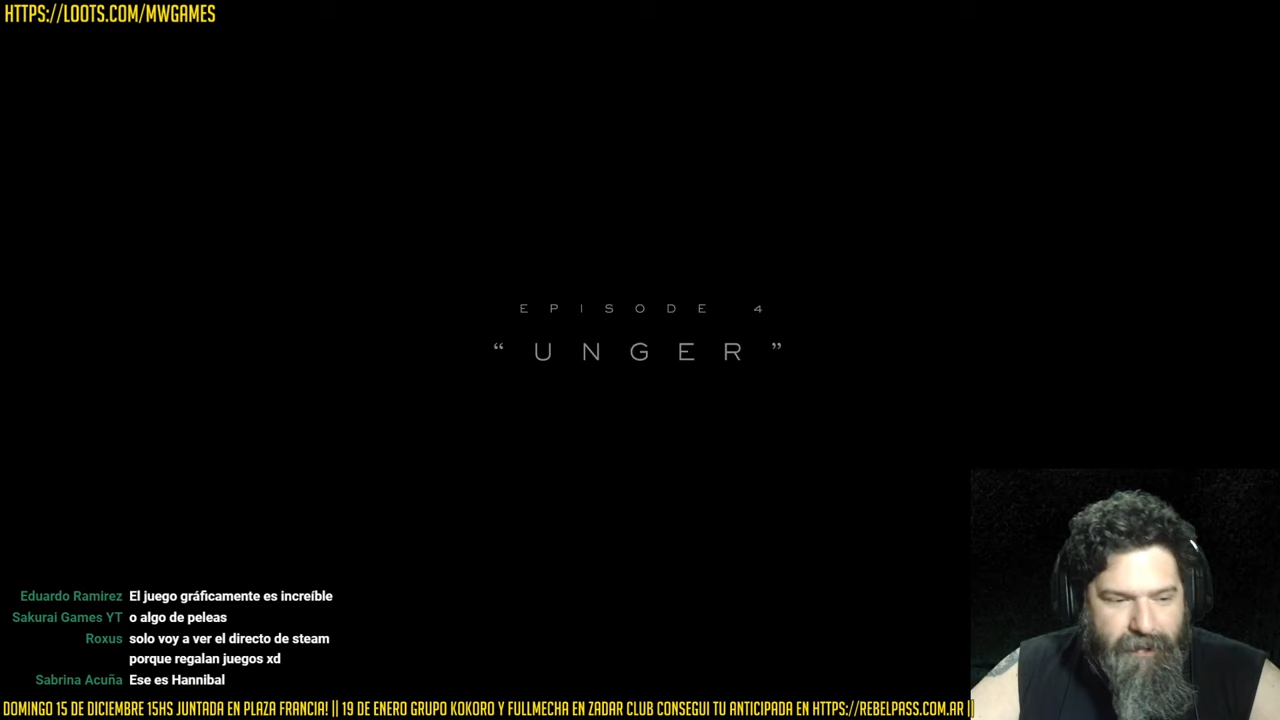 HTTPS://LOOTS.COM/MWGAMES
EPISODE 4
“UNGER”
Eduardo Ramirez El juego gráficamente es increíble
Sakurai Games YT o algo de peleas
Roxus solo voy a ver el directo de steam
porque regalan juegos xd
Sabrina Acuña Ese es Hannibal
DOMINGO 15 DE DICIEMBRE 15HS JUNTADA EN PLAZA FRANCIA! || 19 DE ENERO GRUPO KOKORO Y FULLMECHA EN ZADAR CLUB CONSEGUI TU ANTICIPADA EN HTTPS://REBELPASS.COM.AR ||